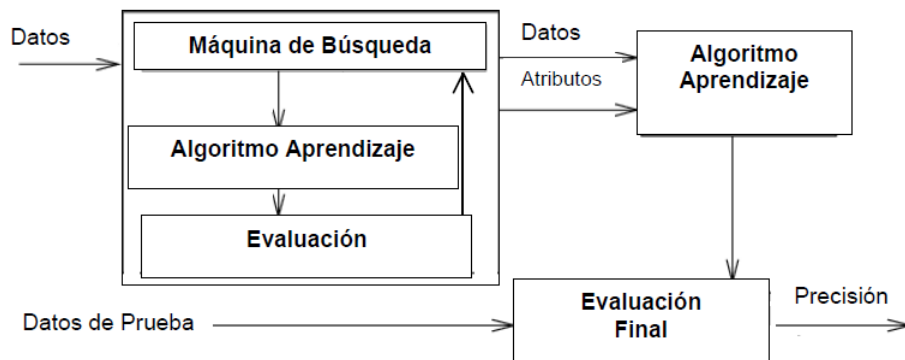 Datos
Máquina de Búsqueda
Datos
Atributos
Algoritmo
Aprendizaje
Algoritmo Aprendizaje
Evaluación
Datos de Prueba
Evaluación
Final
Precisión